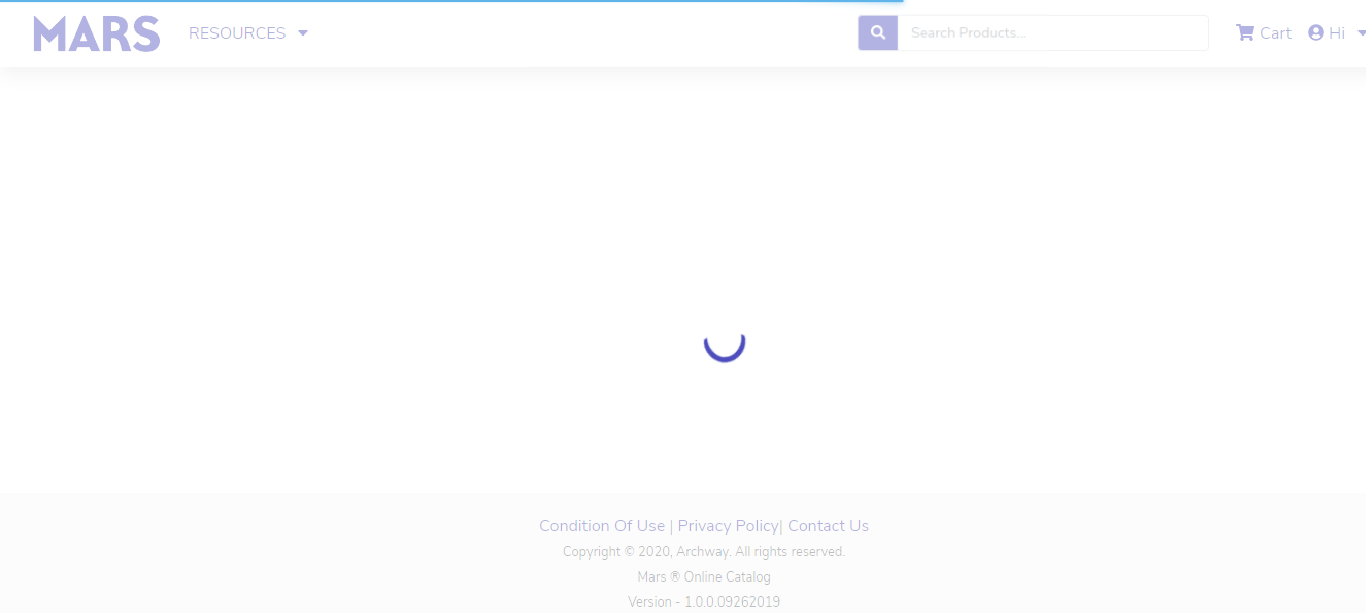 MARS RESOURCES Search Products... Cart Hi
Condition Of Use | Privacy Policy| Contact Us
Copyright © 2020, Archway. All rights reserved.
Mars ® Online Catalog
Version - 1.0.0.09262019